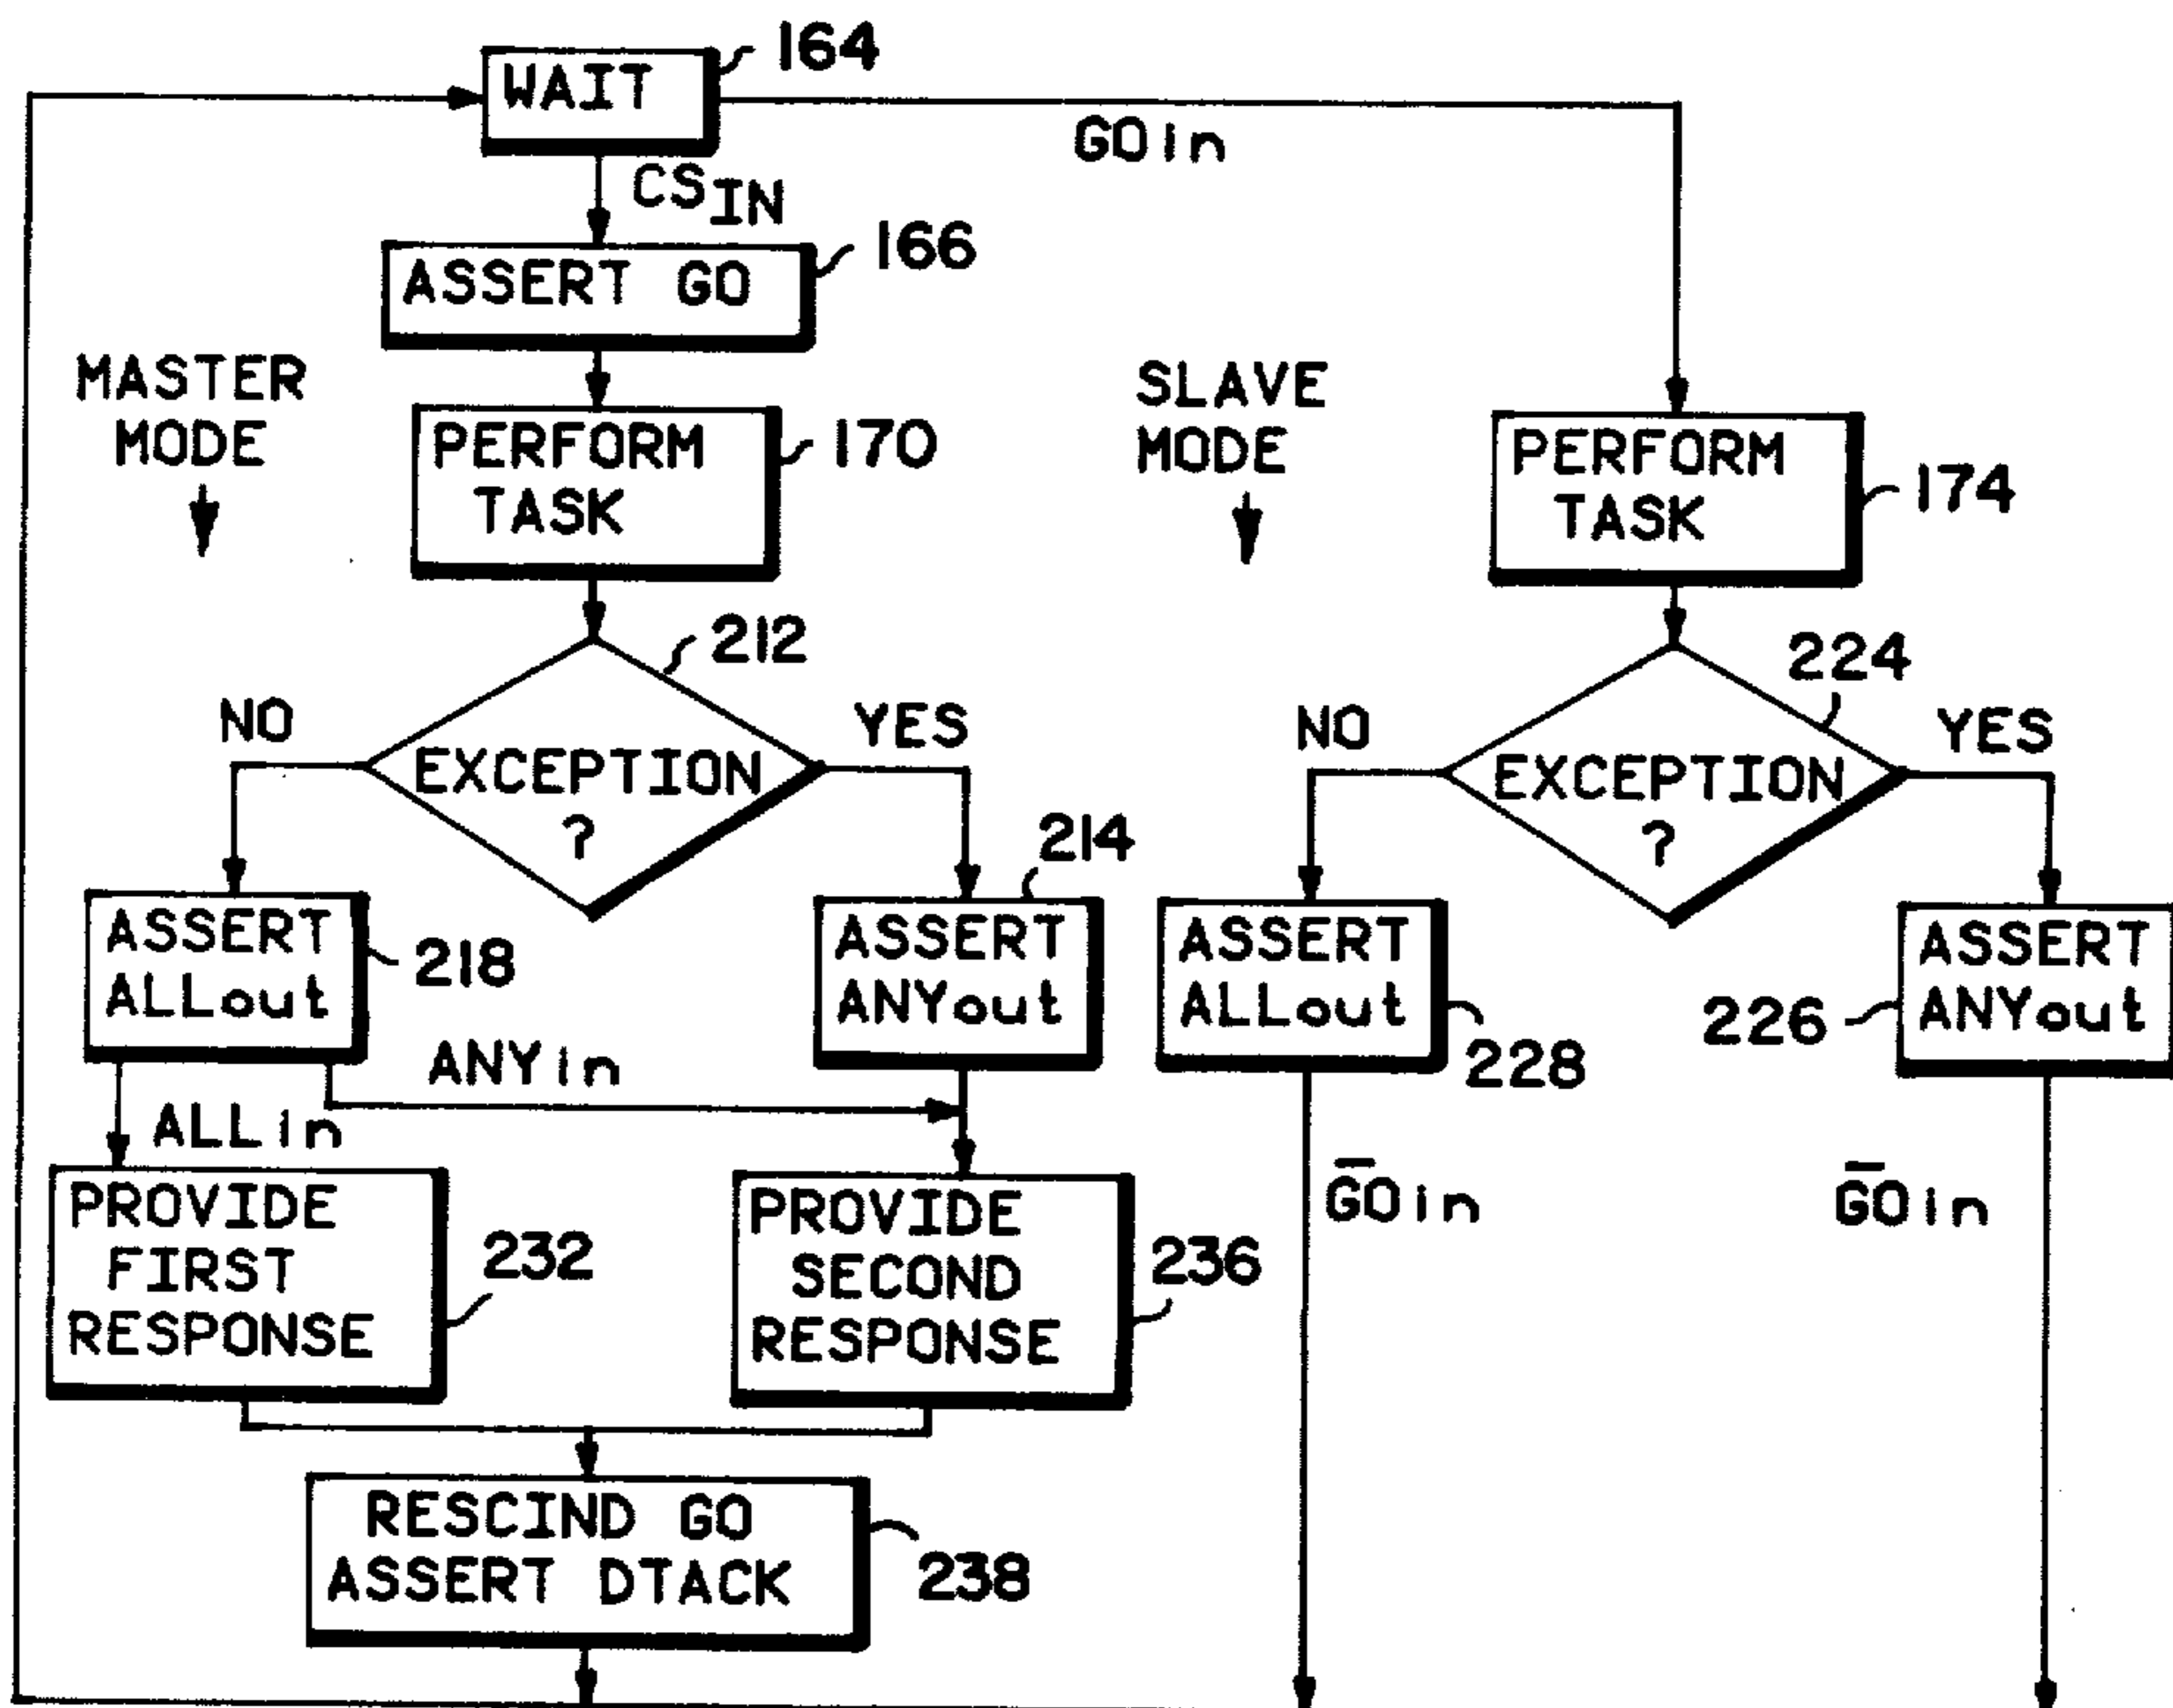 164
WAIT
GOin
CSIN
166
ASSERT GO
MASTER
MODE
SLAVE
MODE
PERFORM
TASK
170
PERFORM
TASK
174
212
224
NO
YES
NO
YES
EXCEPTION
?
EXCEPTION
?
214
ASSERT
ALLout
218
ASSERT
ANYout
ASSERT
ALLout
228
ASSERT
ANYout
226
ANYin
ALLin
PROVIDE
FIRST
RESPONSE
232
PROVIDE
SECOND
RESPONSE
236
G̅Oin
G̅Oin
RESCIND GO
ASSERT DTACK
238